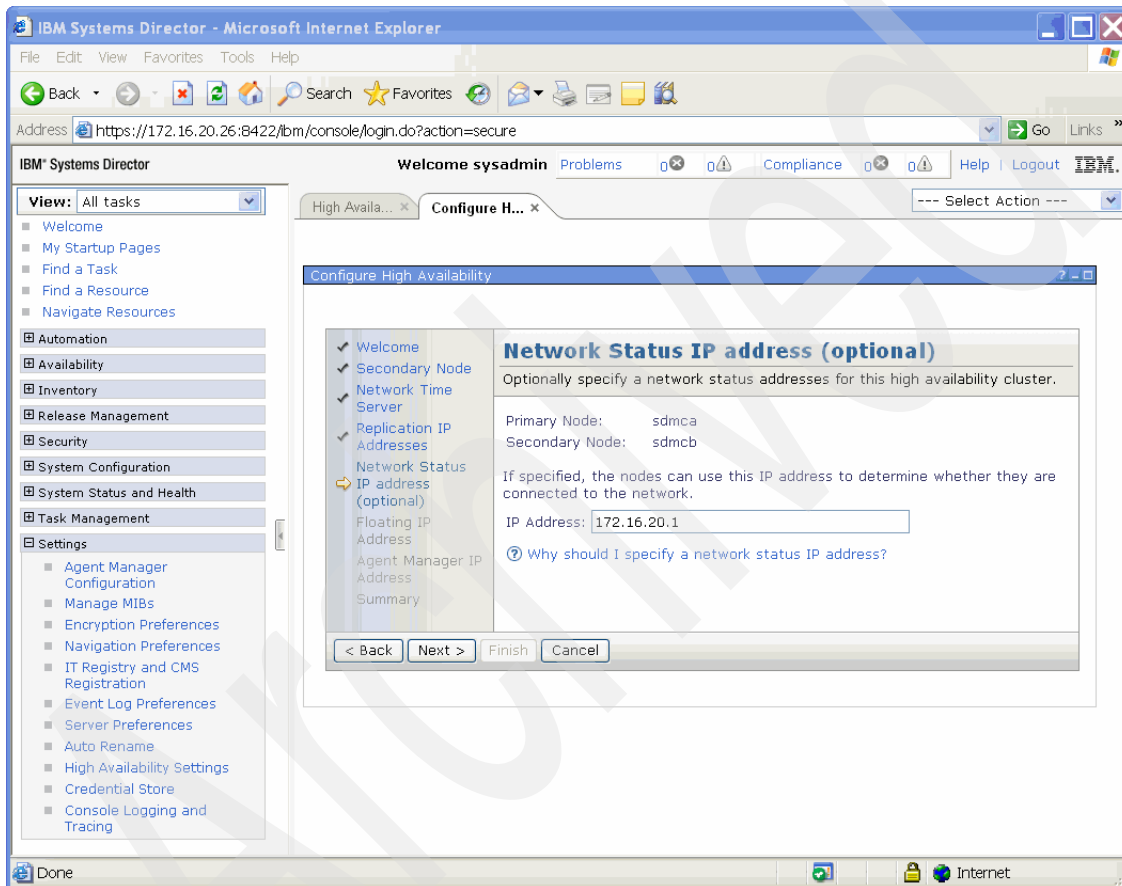 IBM Systems Director - Microsoft Internet Explorer
File Edit View Favorites Tools Help
Back Search Favorites
Address https://172.16.20.26:8422/ibm/console/login.do?action=secure Go Links »
IBM® Systems Director Welcome sysadmin Problems 0 0 Compliance 0 0 Help | Logout IBM.
View: All tasks
High Availa... × Configure H... × --- Select Action ---
Welcome
My Startup Pages
Find a Task
Find a Resource
Navigate Resources
Automation
Availability
Inventory
Release Management
Security
System Configuration
System Status and Health
Task Management
Settings
Agent Manager
Configuration
Manage MIBs
Encryption Preferences
Navigation Preferences
IT Registry and CMS
Registration
Event Log Preferences
Server Preferences
Auto Rename
High Availability Settings
Credential Store
Console Logging and
Tracing
Configure High Availability ? – □
Welcome
Secondary Node
Network Time
Server
Replication IP
Addresses
Network Status
IP address
(optional)
Floating IP
Address
Agent Manager IP
Address
Summary
Network Status IP address (optional)
Optionally specify a network status addresses for this high availability cluster.
Primary Node: sdmca
Secondary Node: sdmcb
If specified, the nodes can use this IP address to determine whether they are
connected to the network.
IP Address: 172.16.20.1
? Why should I specify a network status IP address?
< Back Next > Finish Cancel
Done Internet
Archived